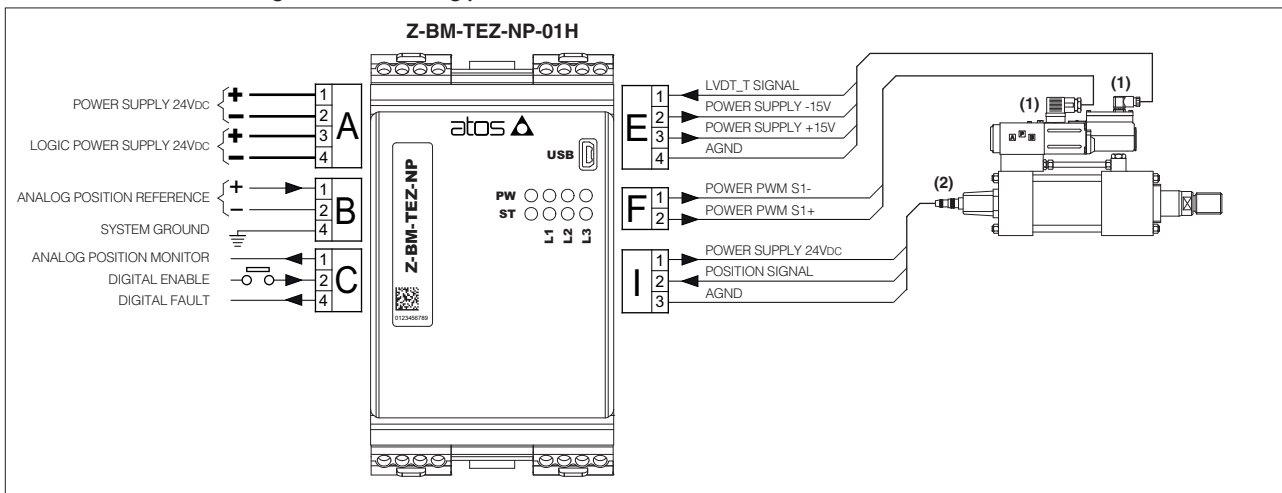 Z-BM-TEZ-NP-01H
POWER SUPPLY 24VDC
+ 1
- 2
LOGIC POWER SUPPLY 24VDC
+ 3
- 4
A
ANALOG POSITION REFERENCE
+ 1
- 2
SYSTEM GROUND 4
B
ANALOG POSITION MONITOR 1
DIGITAL ENABLE 2
DIGITAL FAULT 4
C
atos
USB
PW
ST
L1 L2 L3
Z-BM-TEZ-NP
0123456789
E
1 LVDT_T SIGNAL
2 POWER SUPPLY -15V
3 POWER SUPPLY +15V
4 AGND
F
1 POWER PWM S1-
2 POWER PWM S1+
I
1 POWER SUPPLY 24VDC
2 POSITION SIGNAL
3 AGND
(1)
(1)
(2)
A P B